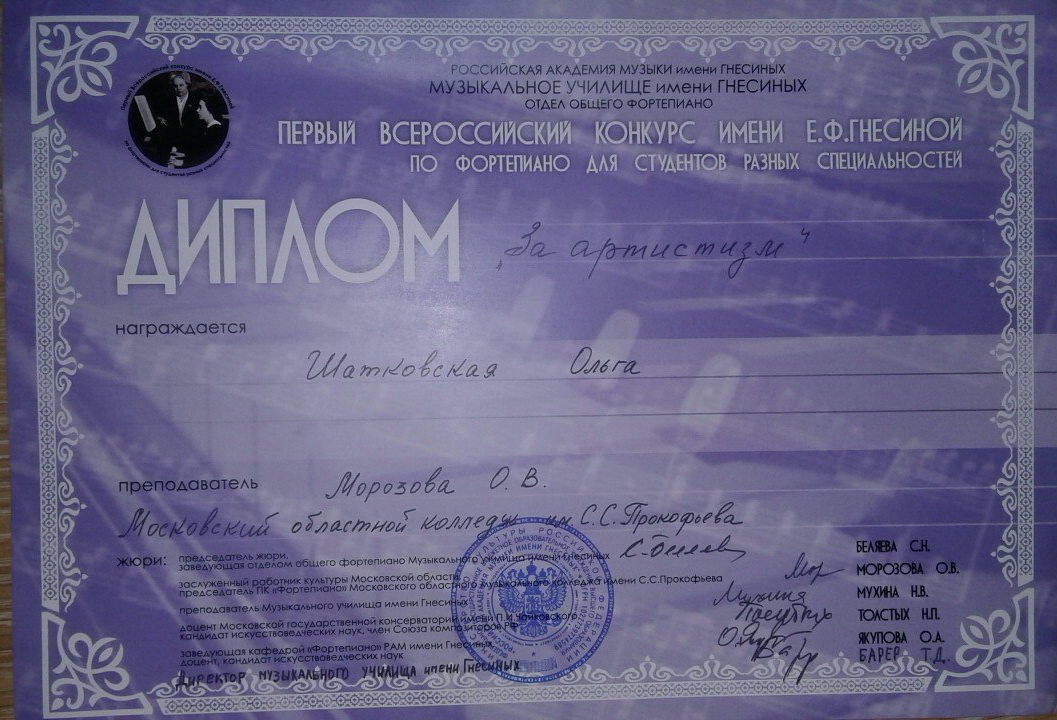 РОССИЙСКАЯ АКАДЕМИЯ МУЗЫКИ имени ГНЕСИНЫХ
МУЗЫКАЛЬНОЕ УЧИЛИЩЕ имени ГНЕСИНЫХ
ОТДЕЛ ОБЩЕГО ФОРТЕПИАНО
ПЕРВЫЙ ВСЕРОССИЙСКИЙ КОНКУРС ИМЕНИ Е.Ф.ГНЕСИНОЙ
ПО ФОРТЕПИАНО ДЛЯ СТУДЕНТОВ РАЗНЫХ СПЕЦИАЛЬНОСТЕЙ
ДИПЛОМ „За артистизм“
награждается
Шатковская Ольга
преподаватель Морозова О. В.
Московский областной колледж им. С.С.Прокофьева
жюри:
председатель жюри,
заведующая отделом общего фортепиано Музыкального училища имени Гнесиных
БЕЛЯЕВА С.Н.
заслуженный работник культуры Московской области,
председатель ПК «Фортепиано» Московского областного музыкального колледжа имени С.С.Прокофьева
МОРОЗОВА О.В.
преподаватель Музыкального училища имени Гнесиных
МУХИНА Н.В.
доцент Московской государственной консерватории имени П.И.Чайковского
кандидат искусствоведческих наук, член Союза композиторов РФ
ТОЛСТЫХ Н.П.
заведующая кафедрой «Фортепиано» РАМ имени Гнесиных,
доцент, кандидат искусствоведческих наук
ЯКУПОВА О.А.
Директор музыкального училища имени Гнесиных
БАРЕР Т.Д.